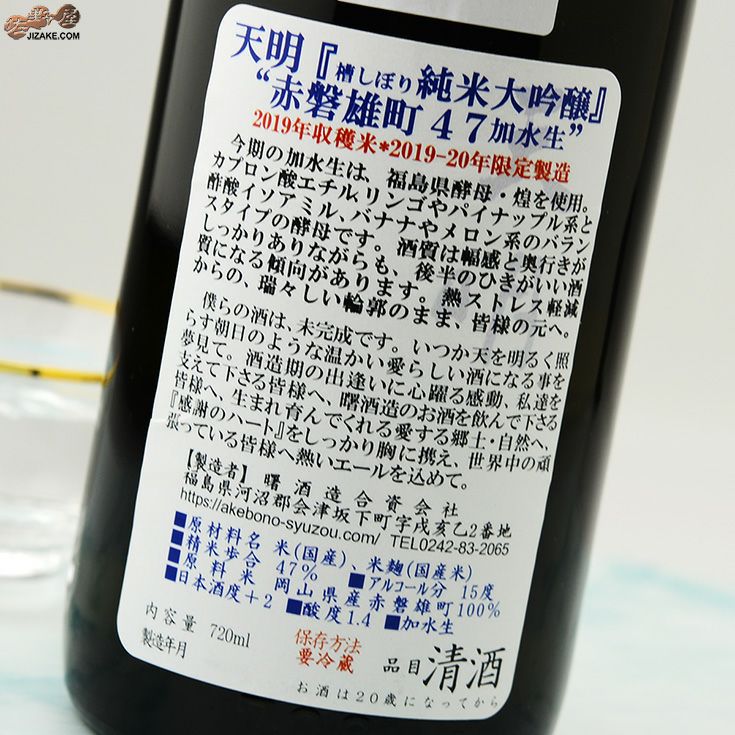 JIZAKE.COM
天明『槽しぼり純米大吟醸』
“赤磐雄町47加水生”
2019年収穫米*2019-20年限定製造
今期の加水生は、福島県酵母・煌を使用。
カプロン酸エチル、リンゴやパイナップル系と
酢酸イソアミル、バナナやメロン系のバラン
スタイプの酵母です。酒質は幅感と奥行きが
しっかりありながらも、後半のひきがいい酒
質になる傾向があります。熱ストレス軽減
からの、瑞々しい輪郭のまま、皆様の元へ。
僕らの酒は、未完成です。いつか天を明るく照
らす朝日のような温かい愛らしい酒になる事を
夢見て。酒造期の出逢いに心躍る感動、私達を
支えて下さる皆様へ、曙酒造のお酒を飲んで下さる
皆様へ、生まれ育んでくれる愛する郷土・自然へ、
『感謝のハート』をしっかり胸に携え、世界中の頑
張っている皆様へ熱いエールを込めて。
【製造者】 曙酒造合資会社
福島県河沼郡会津坂下町字戌亥乙2番地
https://akebono-syuzou.com/ TEL0242-83-2065
■原材料名 米(国産)、米麹(国産米)
■精米歩合 47% ■アルコール分 15度
■原料米 岡山県産赤磐雄町100%
■日本酒度+2 ■酸度1.4 ■加水生
内容量 720ml 保存方法
製造年月 要冷蔵 品目 清酒
お酒は20歳になってから